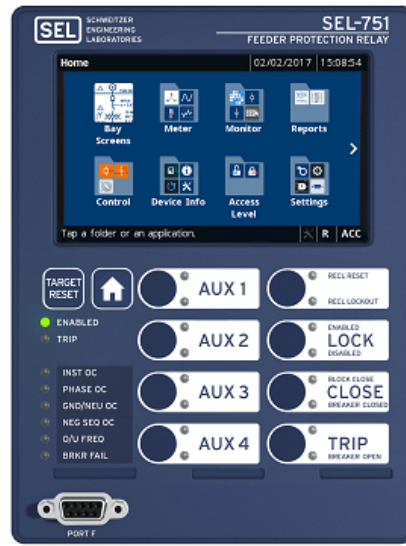 SEL SCHWEITZER ENGINEERING LABORATORIES
SEL-751
FEEDER PROTECTION RELAY
Home 02/02/2017 15:08:54
Bay Screens
Meter
Monitor
Reports
Control
Device Info
Access Level
Settings
Tap a folder or an application. R ACC
TARGET RESET
ENABLED
TRIP
INST OC
PHASE OC
GND/NEU OC
NEG SEQ OC
O/U FREQ
BRKR FAIL
AUX 1
AUX 2
AUX 3
AUX 4
RECL RESET
RECL LOCKOUT
ENABLED
LOCK
DISABLED
BLOCK CLOSE
CLOSE
BREAKER CLOSED
TRIP
BREAKER OPEN
PORT F